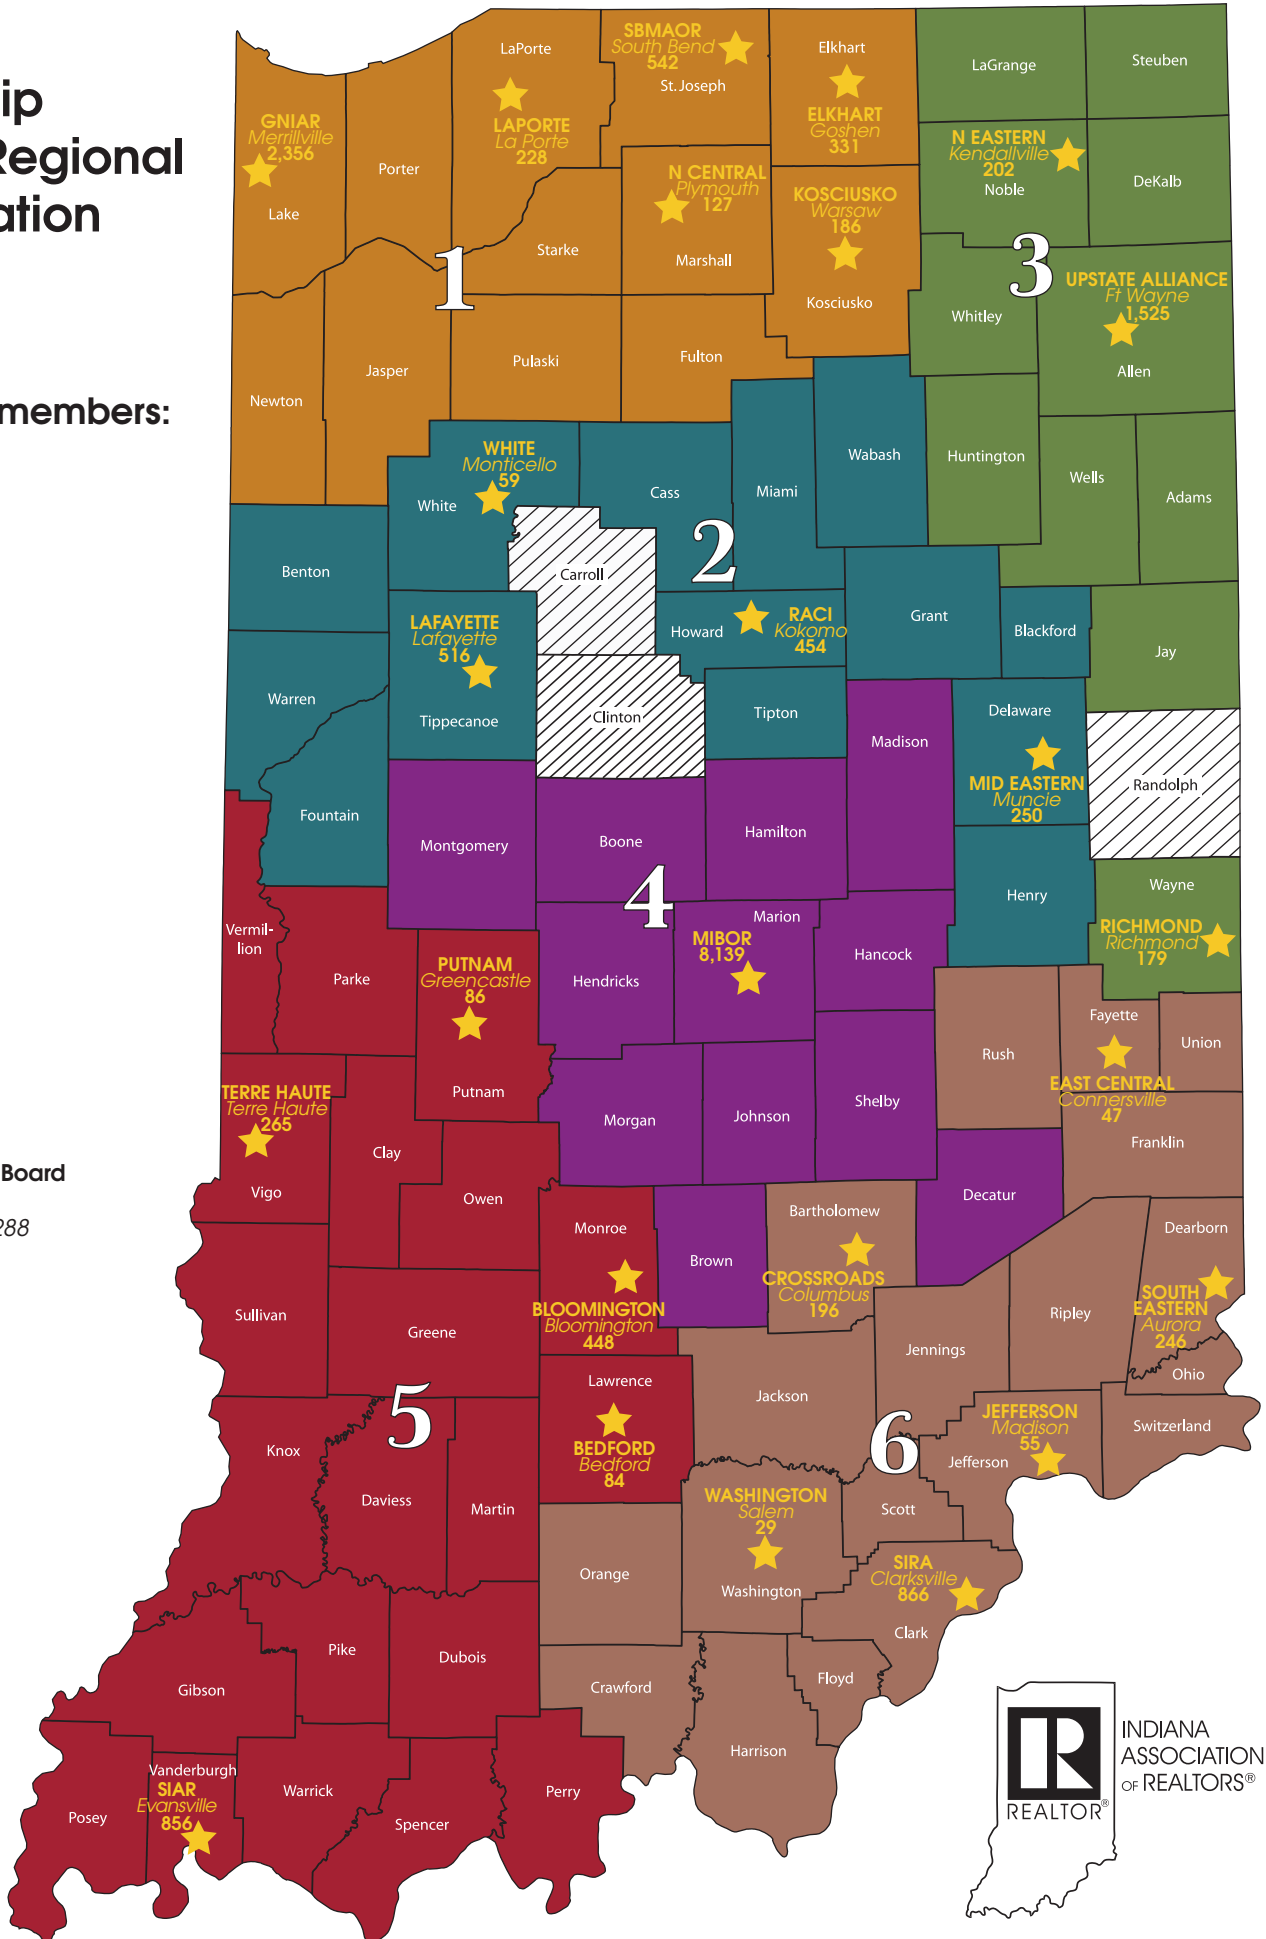 ip
Regional
ation
members:
Board
288
LaPorte
LAPORTE
La Porte
228
SBMAOR
South Bend
542
St. Joseph
Elkhart
ELKHART
Goshen
331
LaGrange
Steuben
GNIAR
Merrillville
2,356
Lake
Porter
N CENTRAL
Plymouth
127
Marshall
KOSCIUSKO
Warsaw
186
Kosciusko
N EASTERN
Kendallville
202
Noble
DeKalb
Starke
1
3
UPSTATE ALLIANCE
Ft Wayne
1,525
Allen
Whitley
Newton
Jasper
Pulaski
Fulton
WHITE
Monticello
59
White
Cass
Miami
Wabash
Huntington
Wells
Adams
2
Benton
Carroll
LAFAYETTE
Lafayette
516
Tippecanoe
Howard
RACI
Kokomo
454
Grant
Blackford
Jay
Warren
Clinton
Tipton
Madison
Delaware
MID EASTERN
Muncie
250
Randolph
Fountain
Montgomery
Boone
Hamilton
4
Henry
Wayne
RICHMOND
Richmond
179
Vermil-
lion
Parke
PUTNAM
Greencastle
86
Putnam
Hendricks
Marion
MIBOR
8,139
Hancock
Rush
Fayette
EAST CENTRAL
Connersville
47
Union
TERRE HAUTE
Terre Haute
265
Vigo
Clay
Owen
Morgan
Johnson
Shelby
Franklin
Decatur
Monroe
BLOOMINGTON
Bloomington
448
Brown
Bartholomew
CROSSROADS
Columbus
196
Dearborn
SOUTH
EASTERN
Aurora
246
Ripley
Sullivan
Greene
Jennings
Ohio
Lawrence
BEDFORD
Bedford
84
Jackson
5
6
JEFFERSON
Madison
55
Jefferson
Switzerland
Knox
Daviess
Martin
WASHINGTON
Salem
29
Washington
Scott
SIRA
Clarksville
866
Clark
Orange
Pike
Dubois
Gibson
Crawford
Floyd
Harrison
Vanderburgh
SIAR
Evansville
856
Posey
Warrick
Spencer
Perry
R
REALTOR®
INDIANA
ASSOCIATION
OF REALTORS®